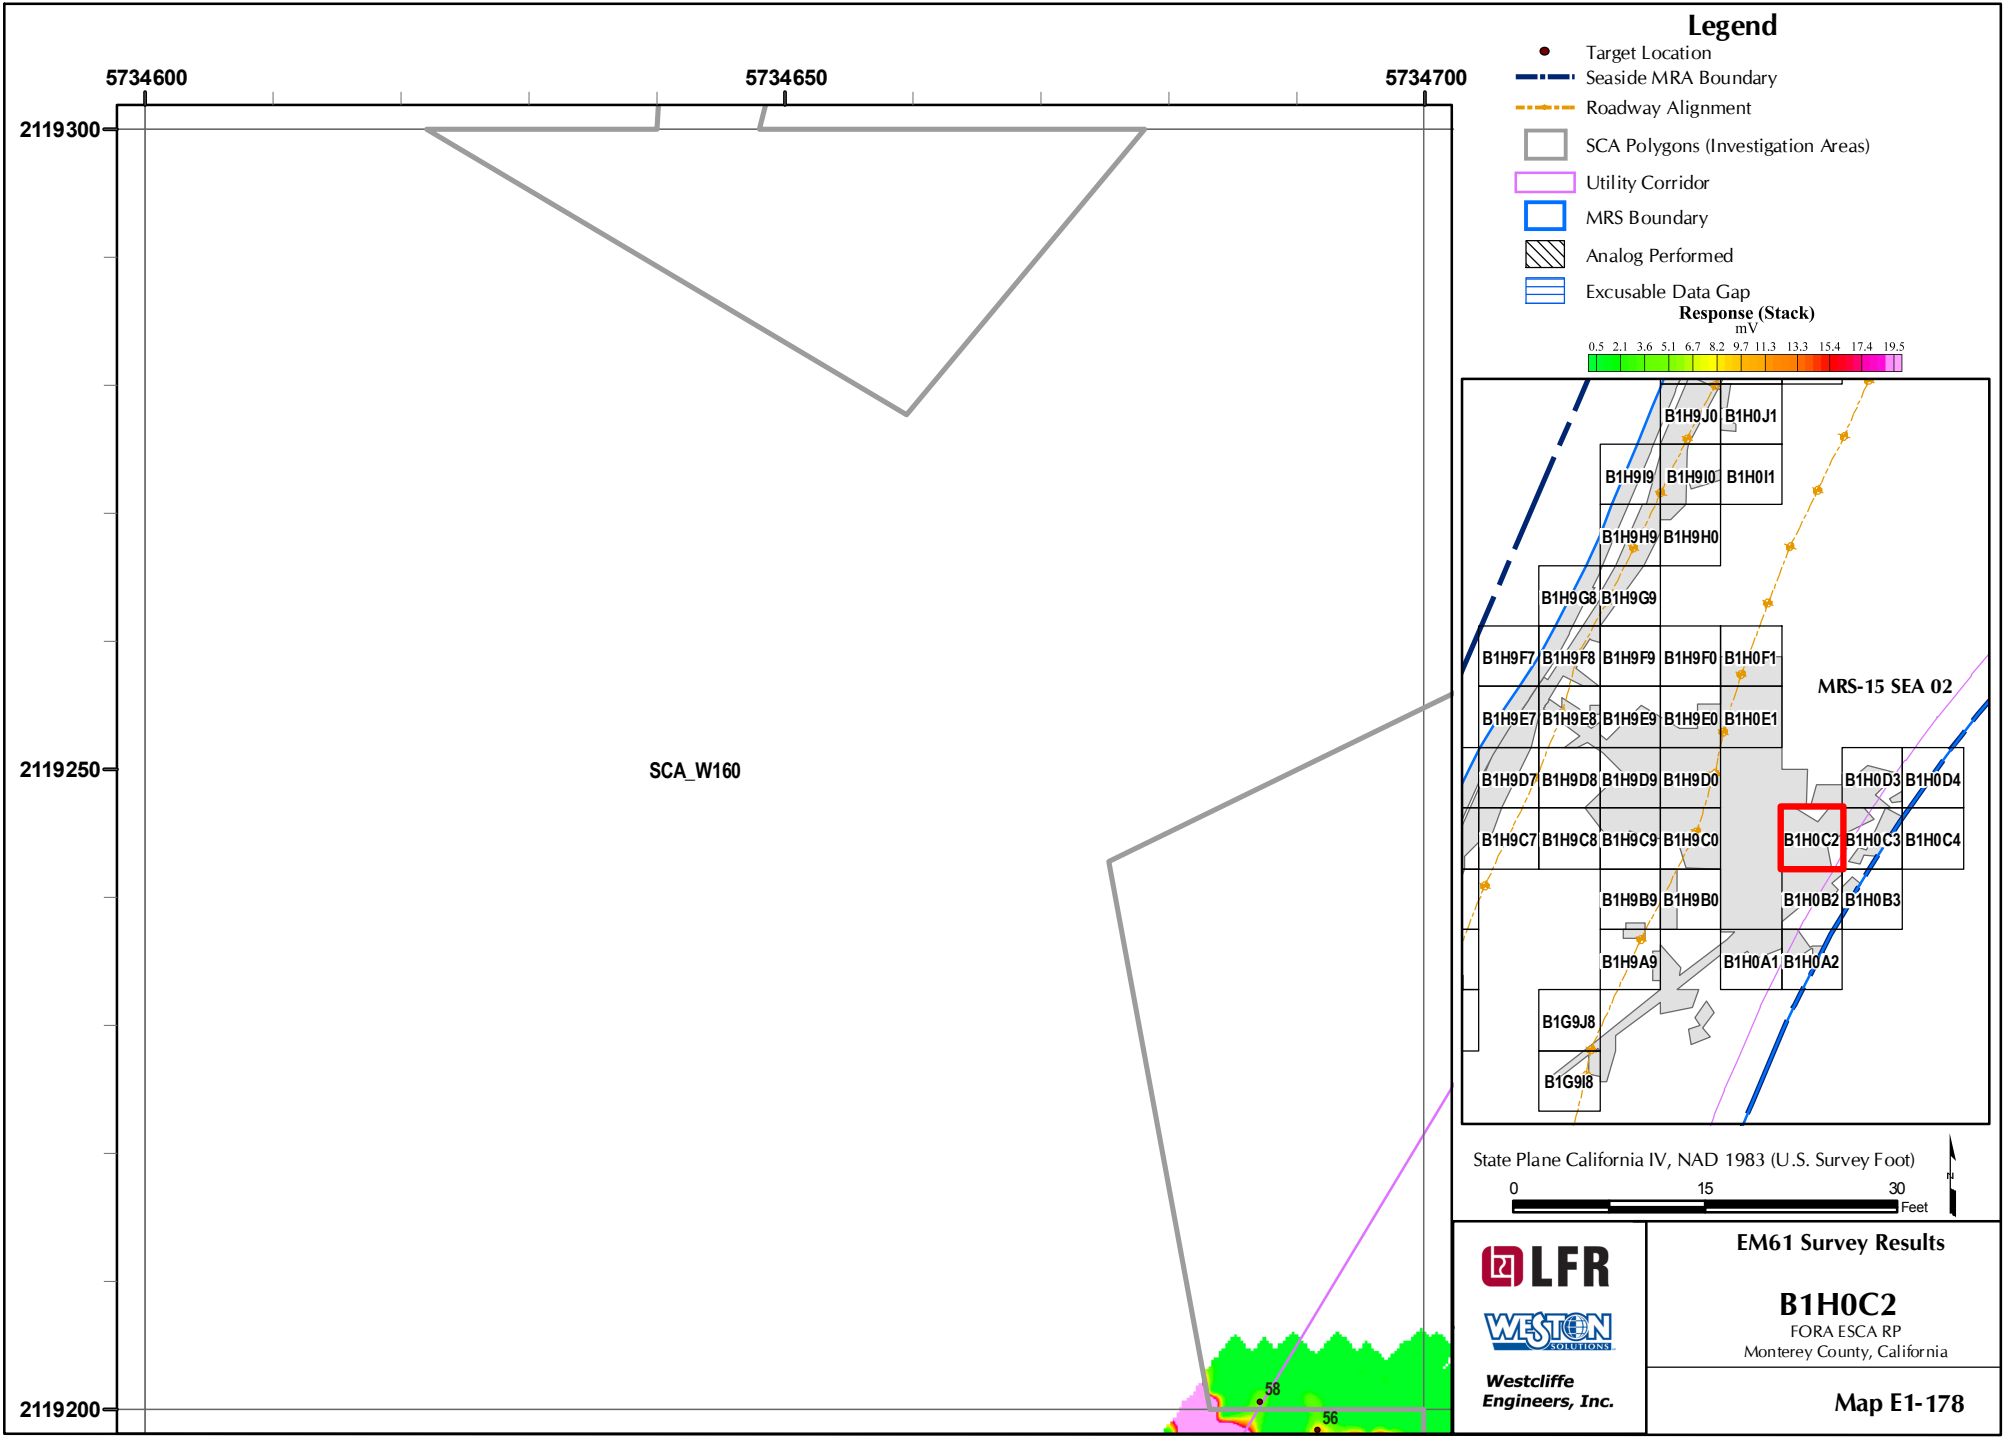 Legend
Target Location
Seaside MRA Boundary
Roadway Alignment
SCA Polygons (Investigation Areas)
Utility Corridor
MRS Boundary
Analog Performed
Excusable Data Gap
Response (Stack)
mV
0.5 2.1 3.6 5.1 6.7 8.2 9.7 11.3 13.3 15.4 17.4 19.5
5734600 5734650 5734700
2119300
2119250
2119200
SCA_W160
58
56
B1H9J0 B1H0J1
B1H9I9 B1H9I0 B1H0I1
B1H9H9 B1H9H0
B1H9G8 B1H9G9
B1H9F7 B1H9F8 B1H9F9 B1H9F0 B1H0F1
MRS-15 SEA 02
B1H9E7 B1H9E8 B1H9E9 B1H9E0 B1H0E1
B1H9D7 B1H9D8 B1H9D9 B1H9D0 B1H0D3 B1H0D4
B1H9C7 B1H9C8 B1H9C9 B1H9C0 B1H0C2 B1H0C3 B1H0C4
B1H9B9 B1H9B0 B1H0B2 B1H0B3
B1H9A9 B1H0A1 B1H0A2
B1G9J8
B1G9I8
State Plane California IV, NAD 1983 (U.S. Survey Foot)
0 15 30
Feet
N
LFR
WESTON
SOLUTIONS
Westcliffe
Engineers, Inc.
EM61 Survey Results
B1H0C2
FORA ESCA RP
Monterey County, California
Map E1-178